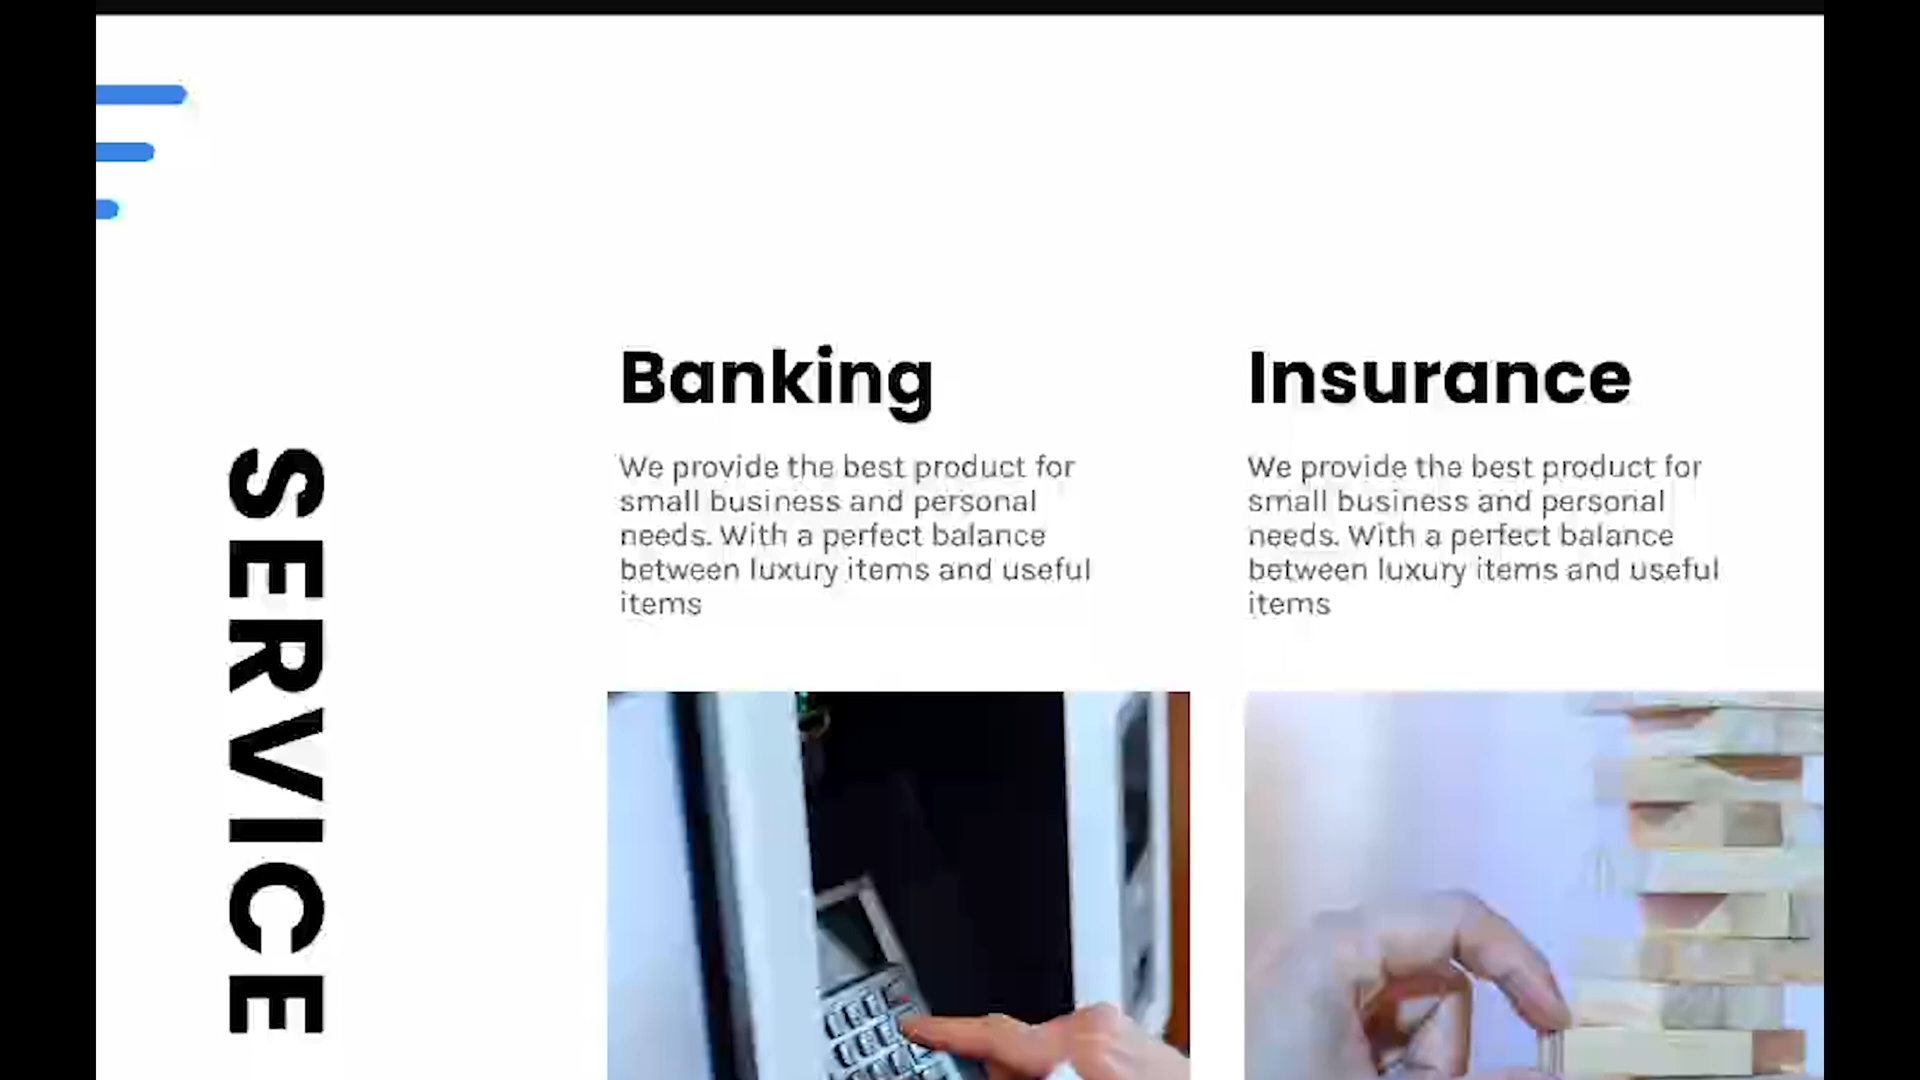 SERVICE
Banking
We provide the best product for
small business and personal
needs. With a perfect balance
between luxury items and useful
items
Insurance
We provide the best product for
small business and personal
needs. With a perfect balance
between luxury items and useful
items